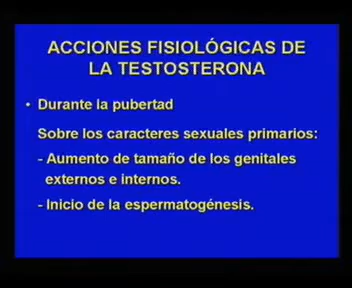 ACCIONES FISIOLÓGICAS DE
LA TESTOSTERONA
• Durante la pubertad
Sobre los caracteres sexuales primarios:
- Aumento de tamaño de los genitales
externos e internos.
- Inicio de la espermatogénesis.